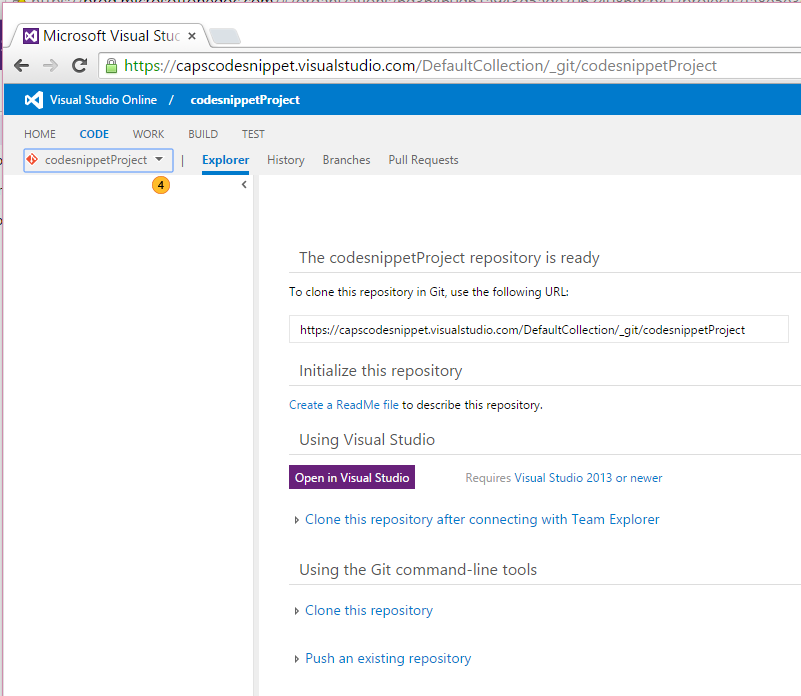 Microsoft Visual Stuc ×
https://capscodesnippet.visualstudio.com/DefaultCollection/_git/codesnippetProject
Visual Studio Online / codesnippetProject
HOME CODE WORK BUILD TEST
codesnippetProject | Explorer History Branches Pull Requests
4
The codesnippetProject repository is ready
To clone this repository in Git, use the following URL:
https://capscodesnippet.visualstudio.com/DefaultCollection/_git/codesnippetProject
Initialize this repository
Create a ReadMe file to describe this repository.
Using Visual Studio
Open in Visual Studio Requires Visual Studio 2013 or newer
Clone this repository after connecting with Team Explorer
Using the Git command-line tools
Clone this repository
Push an existing repository